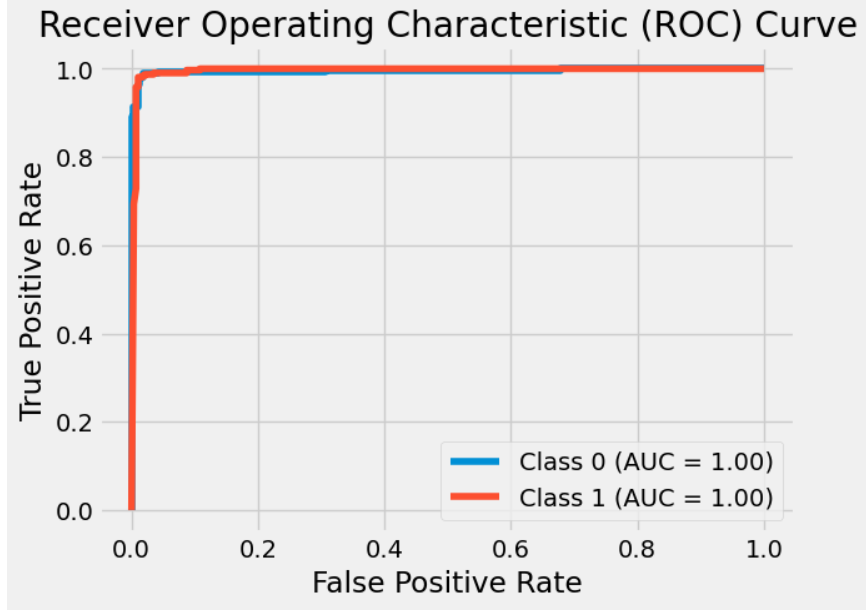 Receiver Operating Characteristic (ROC) Curve
True Positive Rate
1.0
0.8
0.6
0.4
0.2
0.0
Class 0 (AUC = 1.00)
Class 1 (AUC = 1.00)
0.0 0.2 0.4 0.6 0.8 1.0
False Positive Rate